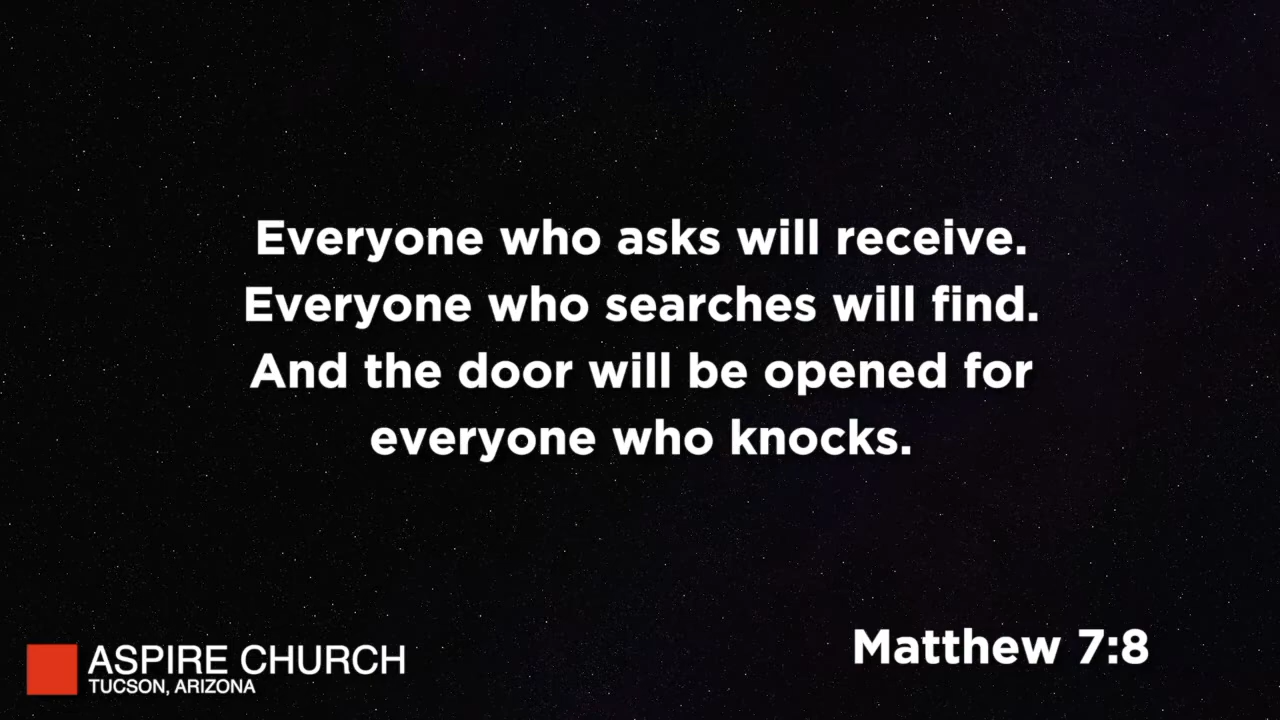 Everyone who asks will receive.
Everyone who searches will find.
And the door will be opened for
everyone who knocks.
Matthew 7:8
ASPIRE CHURCH
TUCSON, ARIZONA